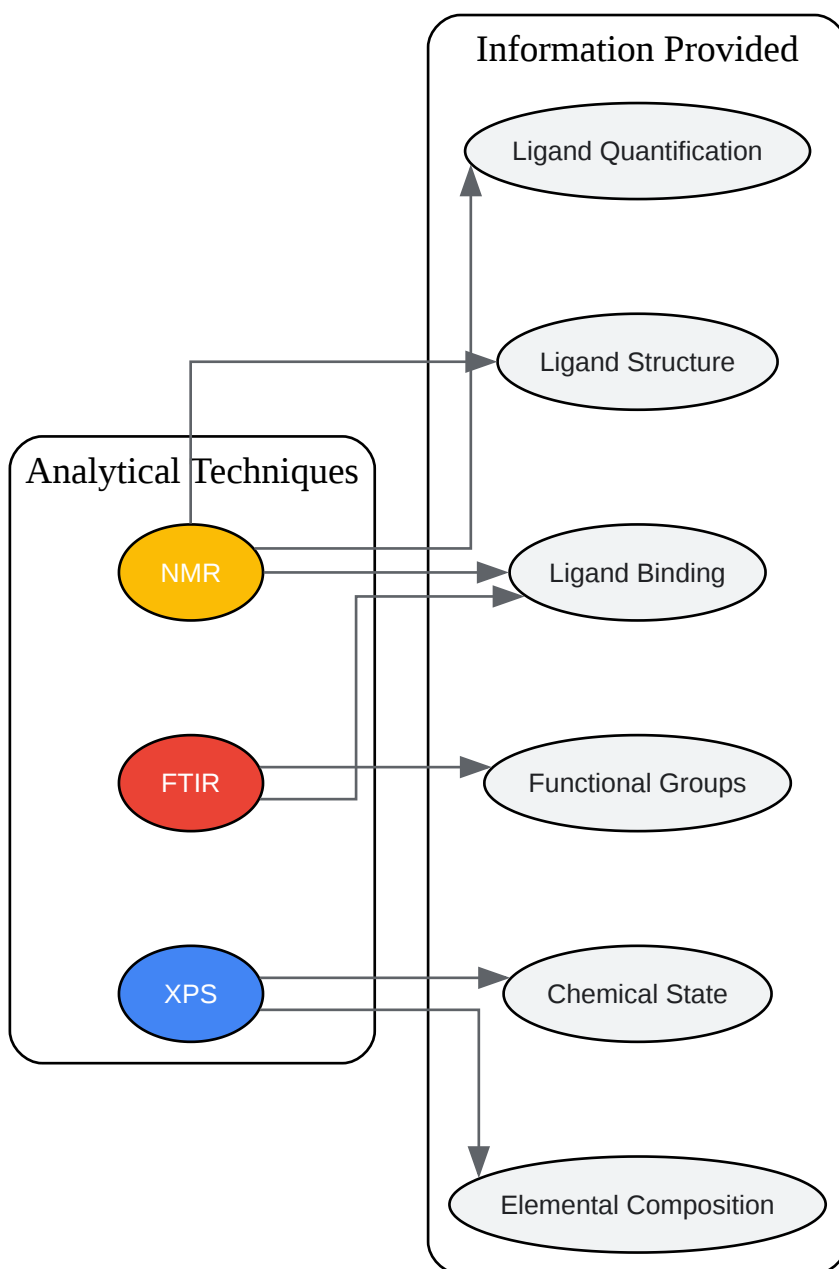 Information Provided
Ligand Quantification
Ligand Structure
Analytical Techniques
NMR
Ligand Binding
FTIR
Functional Groups
XPS
Chemical State
Elemental Composition